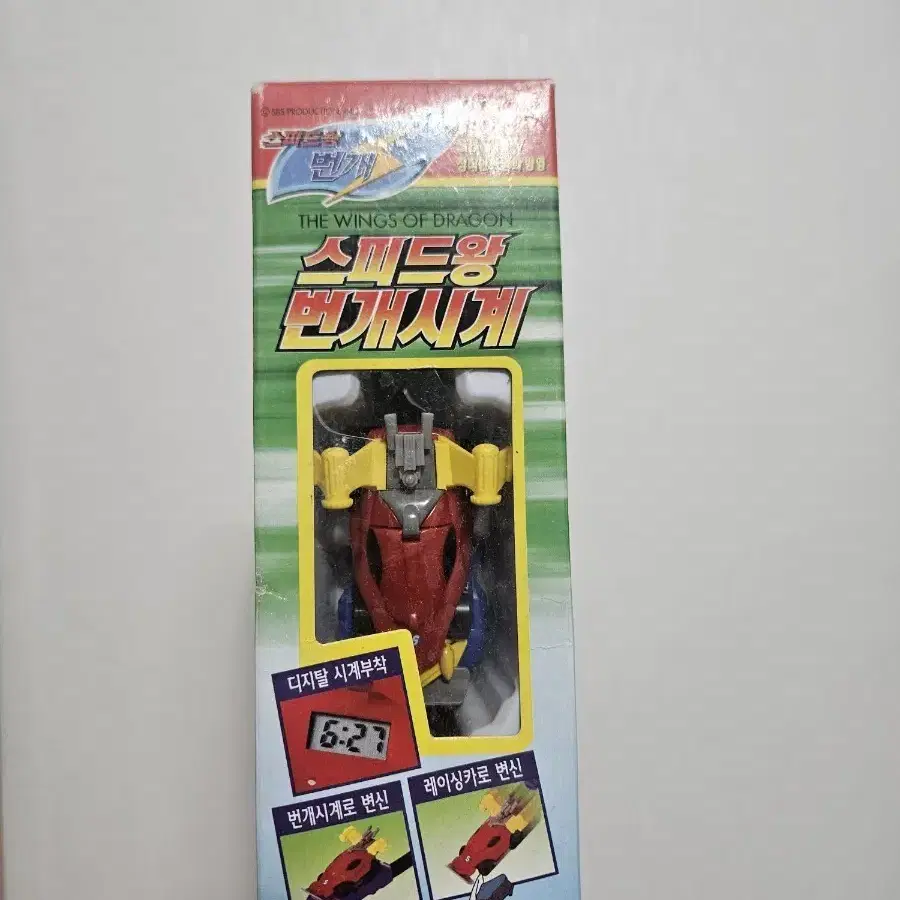 © SBS PRODUCTION
스피드왕
번개
THE WINGS OF DRAGON
스피드왕
번개시계
S
디지탈 시계부착
6:27
번개시계로 변신
레이싱카로 변신